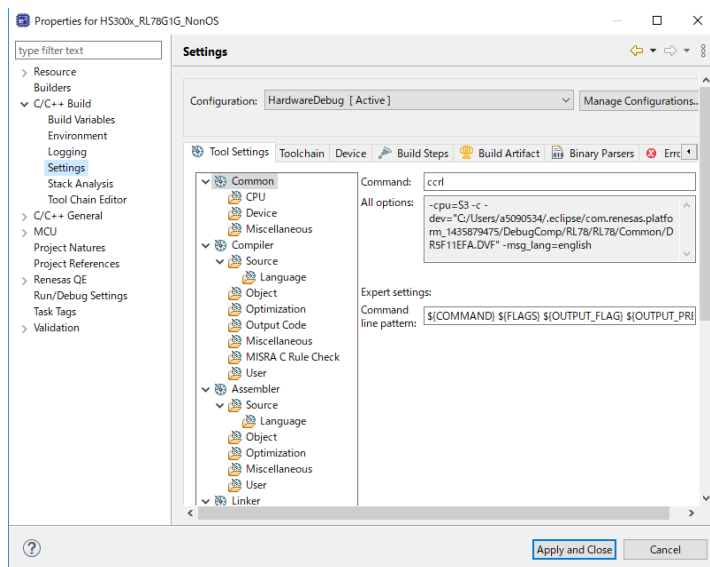 Properties for HS300x_RL78G1G_NonOS
type filter text
Resource
Builders
C/C++ Build
Build Variables
Environment
Logging
Settings
Stack Analysis
Tool Chain Editor
C/C++ General
MCU
Project Natures
Project References
Renesas QE
Run/Debug Settings
Task Tags
Validation
Settings
Configuration: HardwareDebug [ Active ] Manage Configurations..
Tool Settings Toolchain Device Build Steps Build Artifact Binary Parsers Errc
Common
CPU
Device
Miscellaneous
Compiler
Source
Language
Object
Optimization
Output Code
Miscellaneous
MISRA C Rule Check
User
Assembler
Source
Language
Object
Optimization
Miscellaneous
User
Linker
Command: ccrl
All options: -cpu=S3 -c -
dev="C:/Users/a5090534/.eclipse/com.renesas.platfo
rm_1435879475/DebugComp/RL78/RL78/Common/D
R5F11EFA.DVF" -msg_lang=english
Expert settings:
Command
line pattern: ${COMMAND} ${FLAGS} ${OUTPUT_FLAG} ${OUTPUT_PRE
Apply and Close Cancel